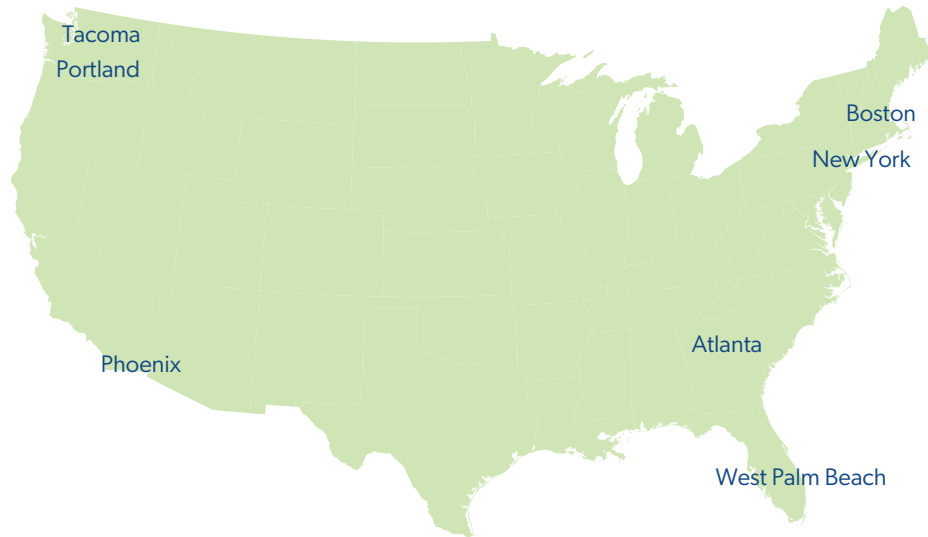 Tacoma
Portland
Boston
New York
Atlanta
Phoenix
West Palm Beach